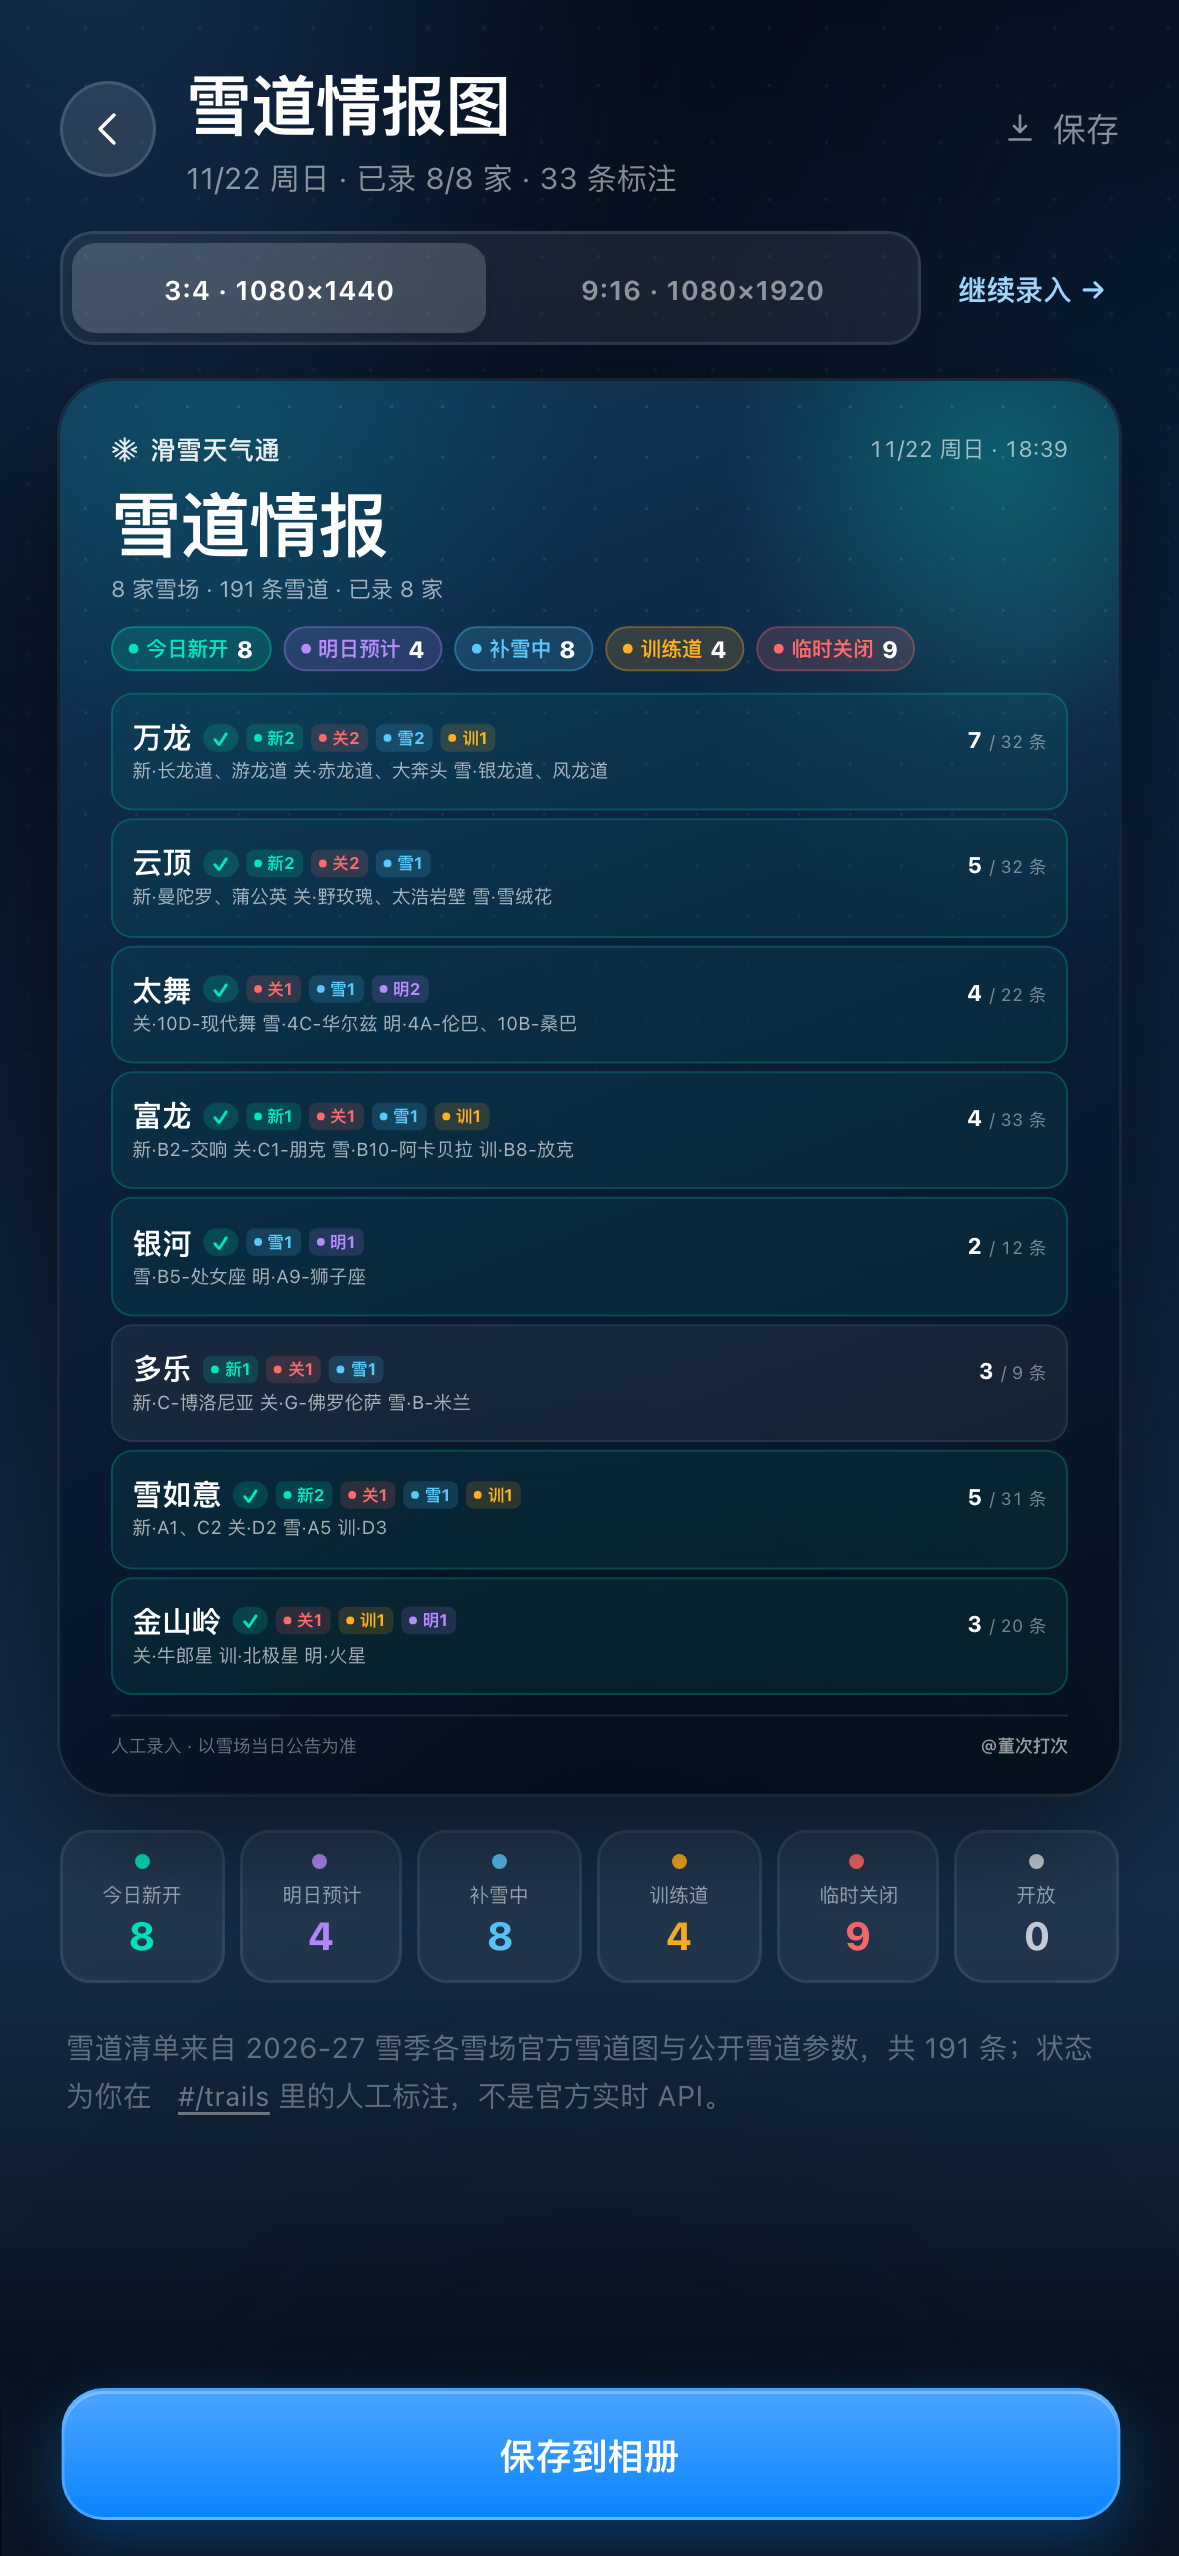 雪道情报图
保存
11/22 周日 · 已录 8/8 家 · 33 条标注
3:4 · 1080×1440
9:16 · 1080×1920
继续录入 →
滑雪天气通
11/22 周日 · 18:39
雪道情报
8 家雪场 · 191 条雪道 · 已录 8 家
今日新开 8
明日预计 4
补雪中 8
训练道 4
临时关闭 9
万龙 新2 关2 雪2 训1 7 / 32 条
新·长龙道、游龙道 关·赤龙道、大奔头 雪·银龙道、风龙道
云顶 新2 关2 雪1 5 / 32 条
新·曼陀罗、蒲公英 关·野玫瑰、太浩岩壁 雪·雪绒花
太舞 关1 雪1 明2 4 / 22 条
关·10D-现代舞 雪·4C-华尔兹 明·4A-伦巴、10B-桑巴
富龙 新1 关1 雪1 训1 4 / 33 条
新·B2-交响 关·C1-朋克 雪·B10-阿卡贝拉 训·B8-放克
银河 雪1 明1 2 / 12 条
雪·B5-处女座 明·A9-狮子座
多乐 新1 关1 雪1 3 / 9 条
新·C-博洛尼亚 关·G-佛罗伦萨 雪·B-米兰
雪如意 新2 关1 雪1 训1 5 / 31 条
新·A1、C2 关·D2 雪·A5 训·D3
金山岭 关1 训1 明1 3 / 20 条
关·牛郎星 训·北极星 明·火星
人工录入 · 以雪场当日公告为准
@董次打次
今日新开 8
明日预计 4
补雪中 8
训练道 4
临时关闭 9
开放 0
雪道清单来自 2026-27 雪季各雪场官方雪道图与公开雪道参数，共 191 条；状态
为你在 #/trails 里的人工标注，不是官方实时 API。
保存到相册